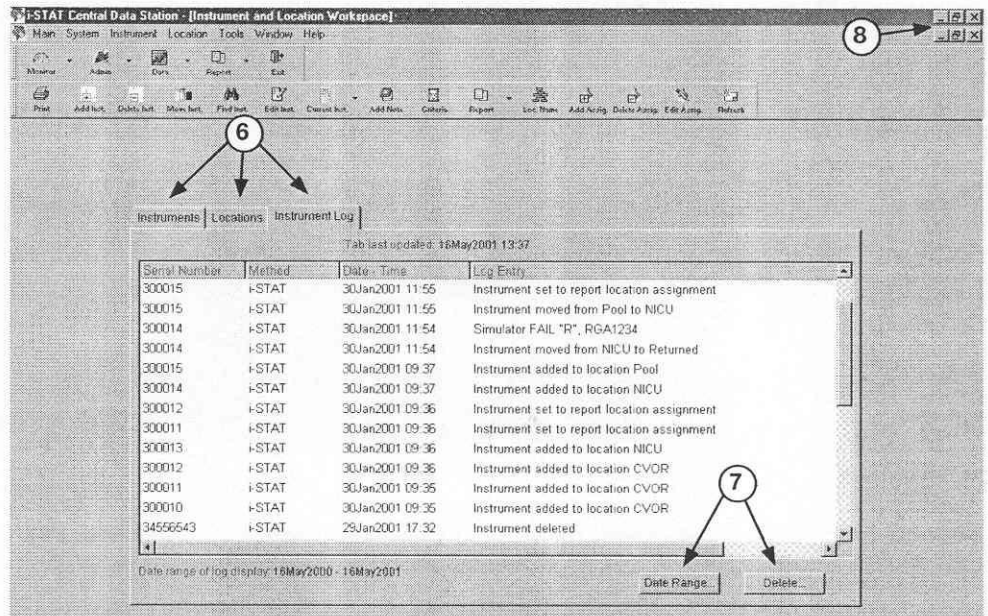 i-STAT Central Data Station - [Instrument and Location Workspace]
Main System Instrument Location Tools Window Help
8
Monitor Admin Docs Report Exit
Print Add Inst. Delete Inst. Move Inst. Find Inst. Edit Inst. Current Inst. Add Note Criteria Report Loc. Trans Add Assig. Delete Assig. Edit Assig. Refresh
6
Instruments Locations Instrument Log
Tab last updated: 16May2001 13:37
Serial Number Method Date - Time Log Entry
300015 i-STAT 30Jan2001 11:55 Instrument set to report location assignment
300015 i-STAT 30Jan2001 11:55 Instrument moved from Pool to NICU
300014 i-STAT 30Jan2001 11:54 Simulator FAIL "R", RGA1234
300014 i-STAT 30Jan2001 11:54 Instrument moved from NICU to Returned
300015 i-STAT 30Jan2001 09:37 Instrument added to location Pool
300014 i-STAT 30Jan2001 09:37 Instrument added to location NICU
300012 i-STAT 30Jan2001 09:36 Instrument set to report location assignment
300011 i-STAT 30Jan2001 09:36 Instrument set to report location assignment
300013 i-STAT 30Jan2001 09:36 Instrument added to location NICU
300012 i-STAT 30Jan2001 09:36 Instrument added to location CVOR
300011 i-STAT 30Jan2001 09:35 Instrument added to location CVOR
300010 i-STAT 30Jan2001 09:35 Instrument added to location CVOR
34556543 i-STAT 29Jan2001 17:32 Instrument deleted
7
Date range of log display: 16May2000 - 16May2001
Date Range... Delete...